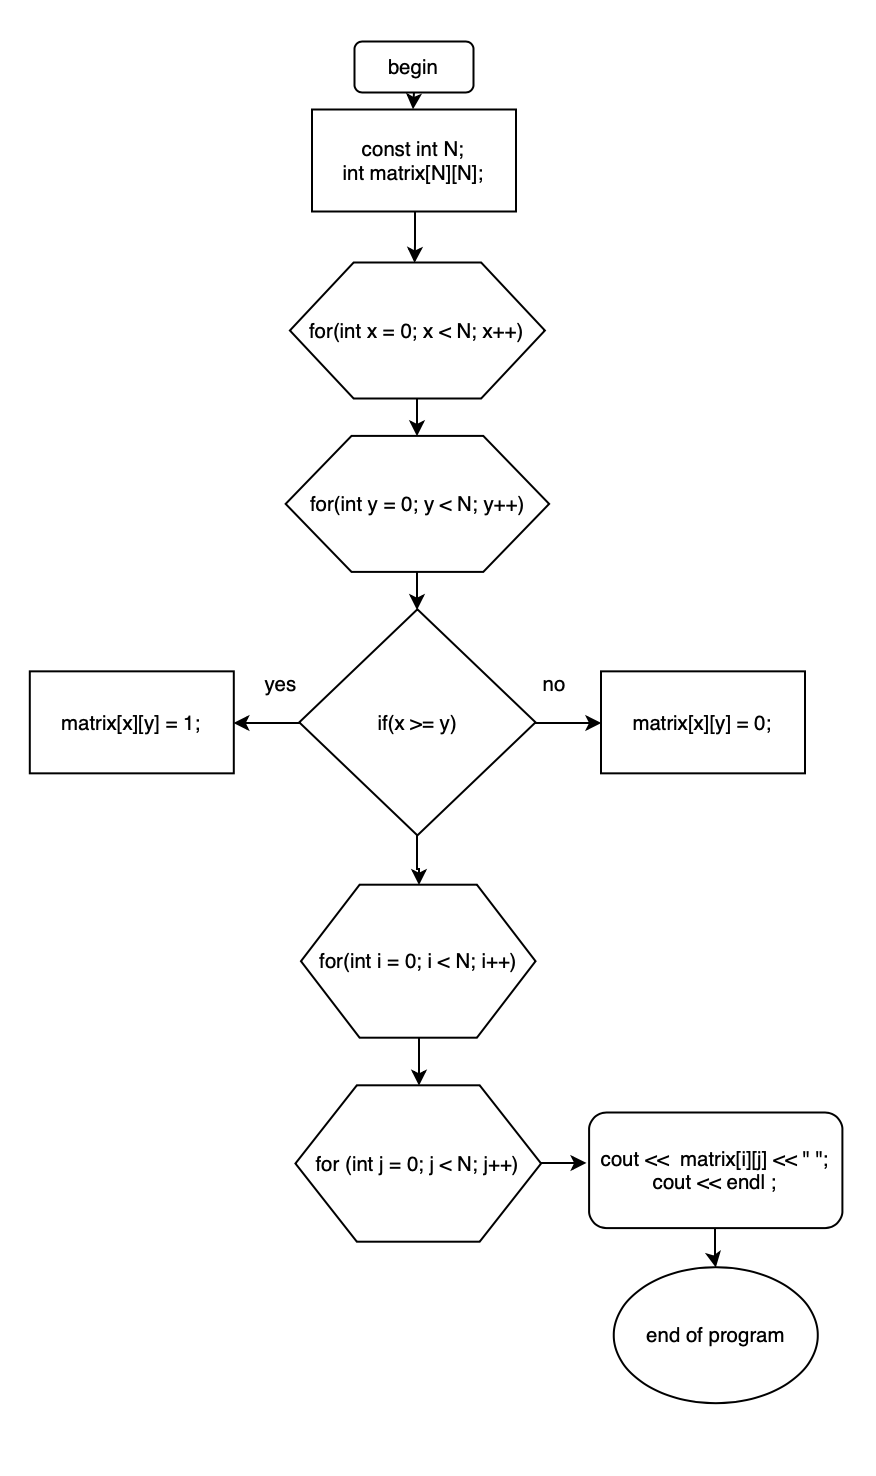 begin
const int N;
int matrix[N][N];
for(int x = 0; x < N; x++)
for(int y = 0; y < N; y++)
yes
no
matrix[x][y] = 1;
if(x >= y)
matrix[x][y] = 0;
for(int i = 0; i < N; i++)
for (int j = 0; j < N; j++)
cout << matrix[i][j] << " ";
cout << endl ;
end of program